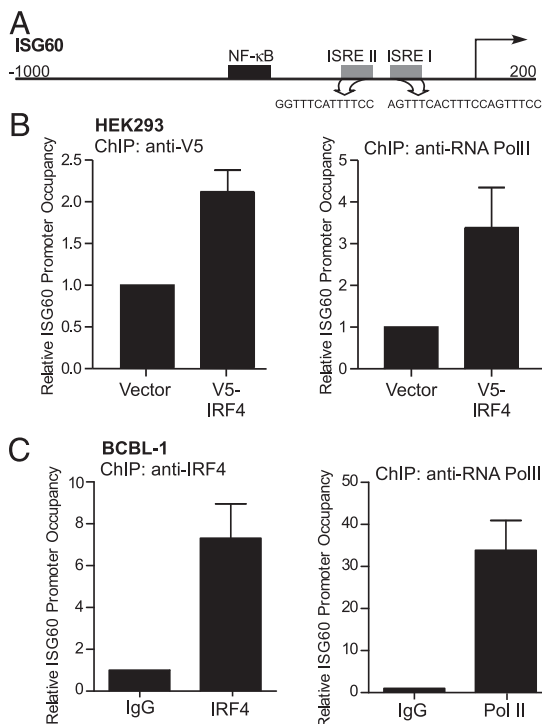 A
ISG60
NF-κB
ISRE II
ISRE I
-1000
200
GGTTTCATTTTCC
AGTTTCACTTTCCAGTTTCC
B
HEK293
ChIP: anti-V5
Relative ISG60 Promoter Occupancy
2.5
2.0
1.5
1.0
0.5
0.0
Vector
V5-
IRF4
ChIP: anti-RNA PolII
Relative ISG60 Promoter Occupancy
5
4
3
2
1
0
Vector
V5-
IRF4
C
BCBL-1
ChIP: anti-IRF4
Relative ISG60 Promoter Occupancy
10
8
6
4
2
0
IgG
IRF4
ChIP: anti-RNA PolII
Relative ISG60 Promoter Occupancy
50
40
30
20
10
0
IgG
Pol II